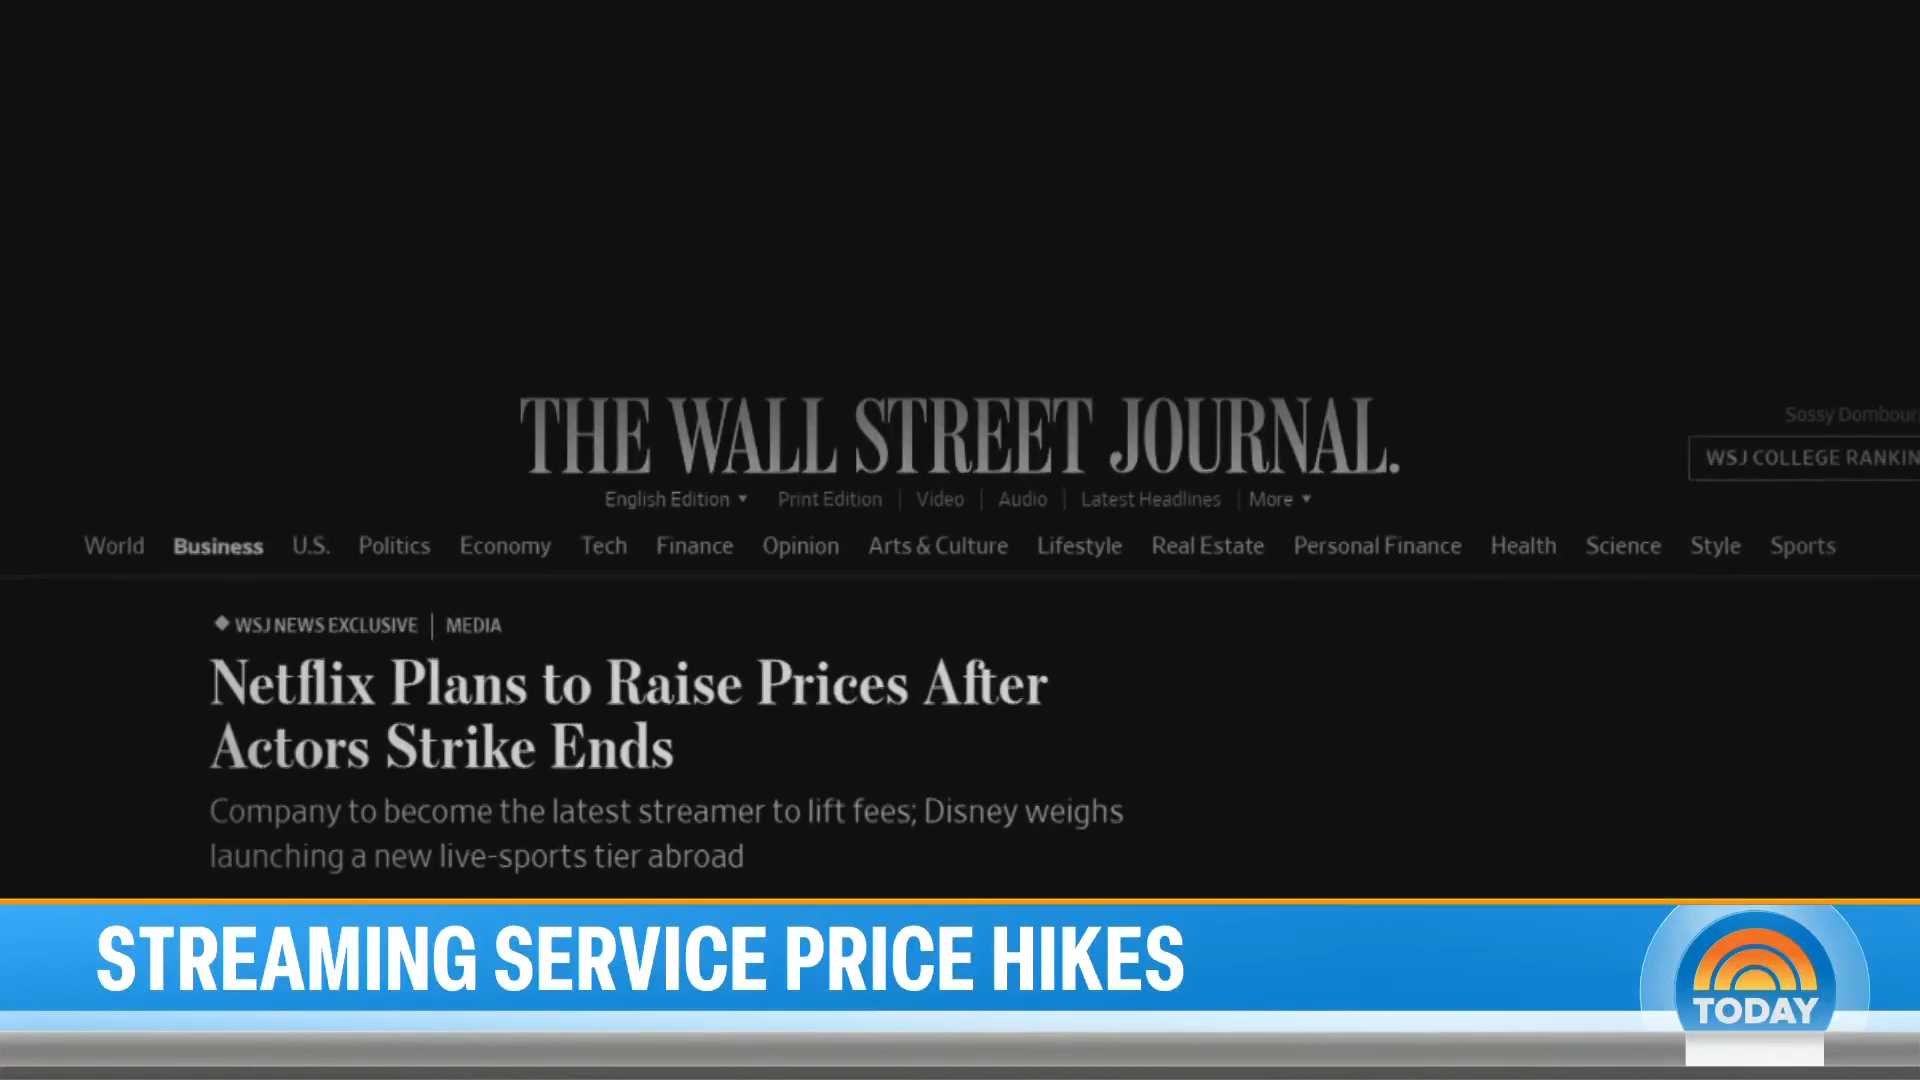 THE WALL STREET JOURNAL.
Sossy Dombour
WSJ COLLEGE RANKIN
English Edition ▾ Print Edition | Video | Audio | Latest Headlines | More ▾
World Business U.S. Politics Economy Tech Finance Opinion Arts & Culture Lifestyle Real Estate Personal Finance Health Science Style Sports
◆ WSJ NEWS EXCLUSIVE | MEDIA
Netflix Plans to Raise Prices After
Actors Strike Ends
Company to become the latest streamer to lift fees; Disney weighs
launching a new live-sports tier abroad
STREAMING SERVICE PRICE HIKES
TODAY